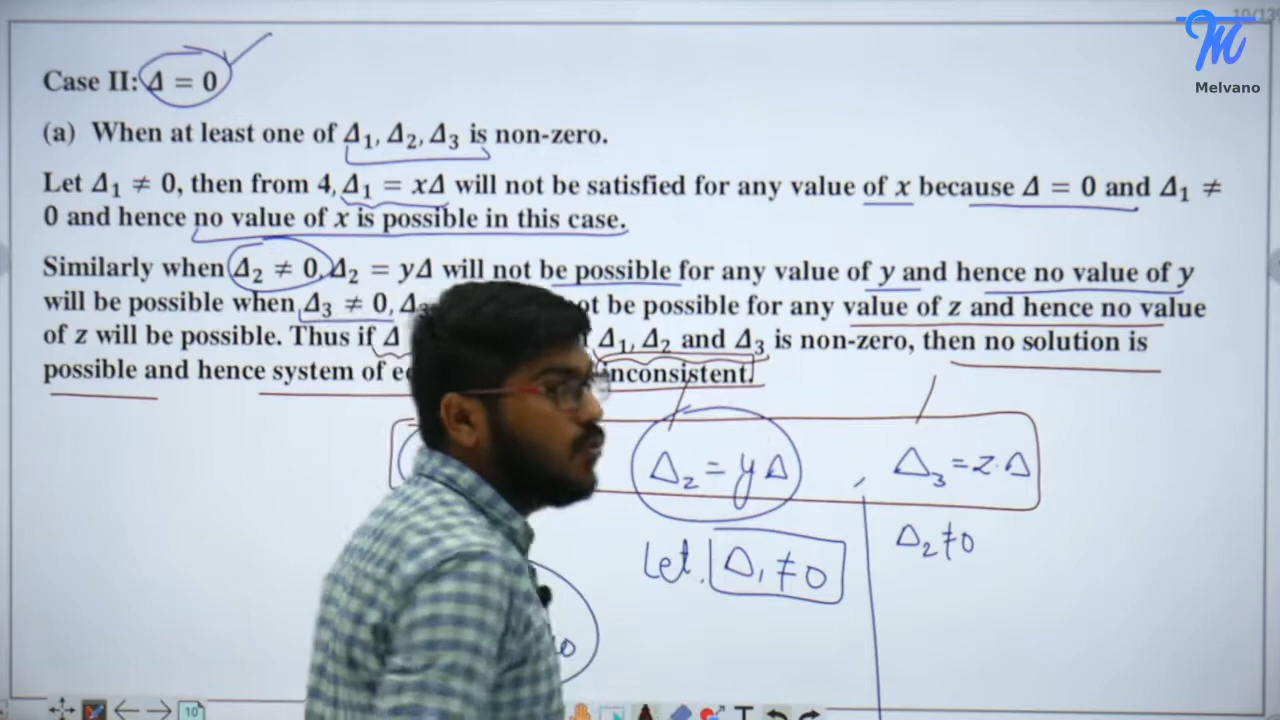 Melvano
Case II: Δ = 0
(a) When at least one of Δ₁, Δ₂, Δ₃ is non-zero.
Let Δ₁ ≠ 0, then from 4, Δ₁ = xΔ will not be satisfied for any value of x because Δ = 0 and Δ₁ ≠
0 and hence no value of x is possible in this case.
Similarly when Δ₂ ≠ 0, Δ₂ = yΔ will not be possible for any value of y and hence no value of y
will be possible when Δ₃ ≠ 0, be possible for any value of z and hence no value
of z will be possible. Thus if Δ Δ₁, Δ₂ and Δ₃ is non-zero, then no solution is
possible and hence system of inconsistent.
Δ₂ = yΔ , Δ₃ = z·Δ
Let Δ₁ ≠ 0 Δ₂ ≠ 0
10